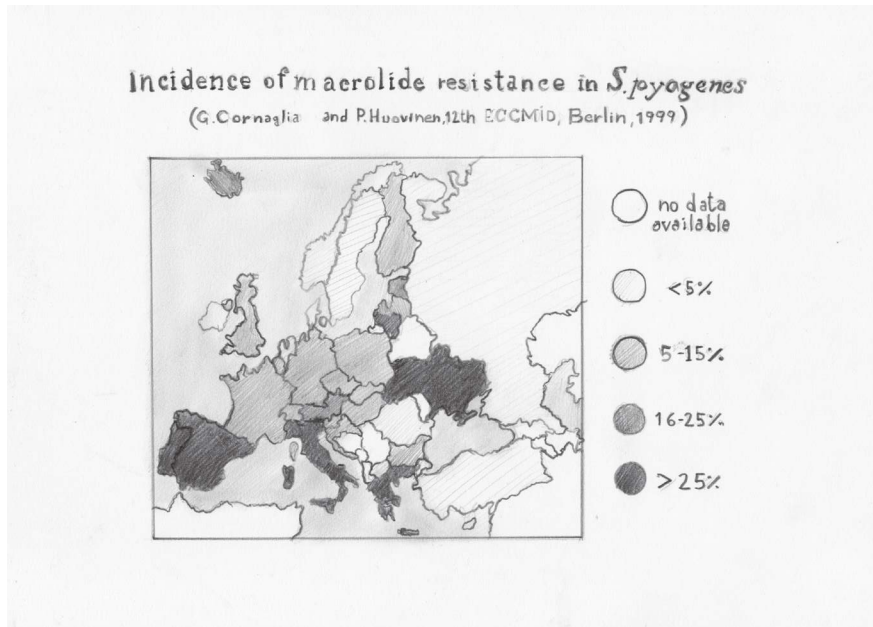 Incidence of macrolide resistance in S.pyogenes
(G.Cornaglia and P.Huovinen,12th ECCMiD, Berlin,1999)
no data
available
<5%
5-15%
16-25%
>25%